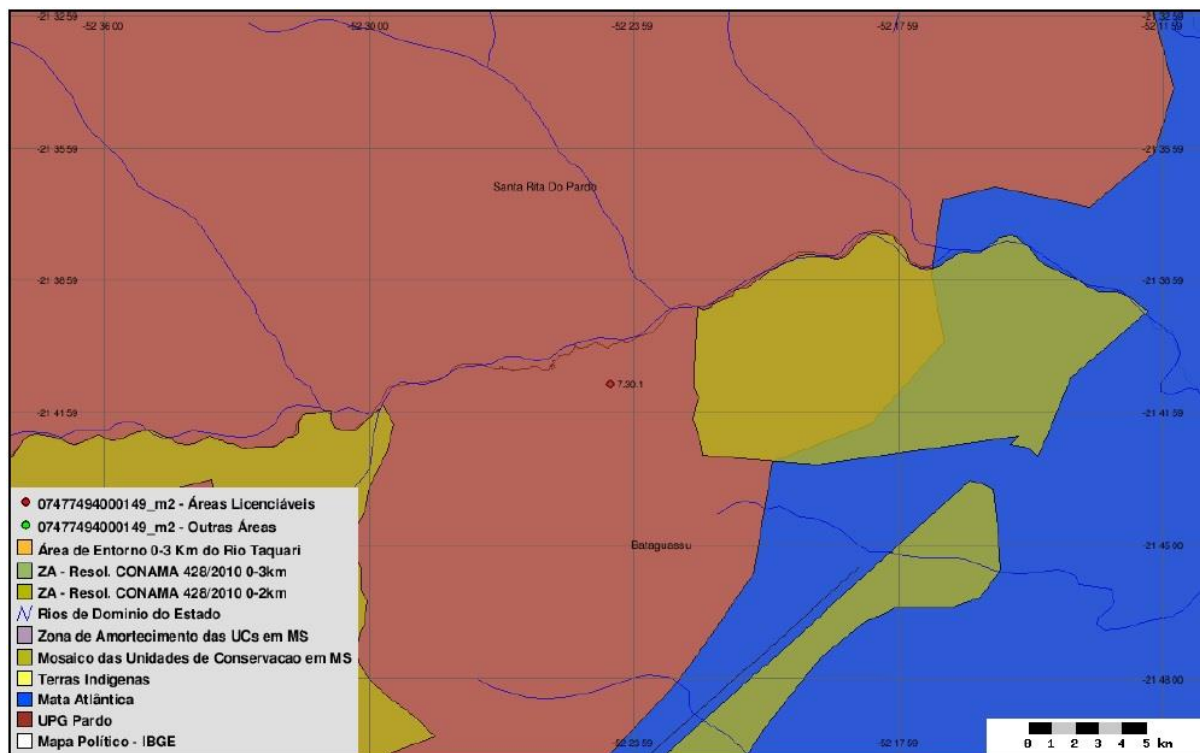 -21 32 59
-21 32 59
-52 36 00
-52 30 00
-52 23 59
-52 17 59
-52 11 59
-21 35 59
-21 35 59
Santa Rita Do Pardo
-21 38 59
-21 38 59
7.30.1
-21 41 59
-21 41 59
Bataguassu
-21 45 00
-21 48 00
-52 23 59
-52 17 59
07477494000149_m2 - Áreas Licenciáveis
07477494000149_m2 - Outras Áreas
Área de Entorno 0-3 Km do Rio Taquari
ZA - Resol. CONAMA 428/2010 0-3km
ZA - Resol. CONAMA 428/2010 0-2km
Rios de Dominio do Estado
Zona de Amortecimento das UCs em MS
Mosaico das Unidades de Conservacao em MS
Terras Indígenas
Mata Atlântica
UPG Pardo
Mapa Político - IBGE
0 1 2 3 4 5 kn